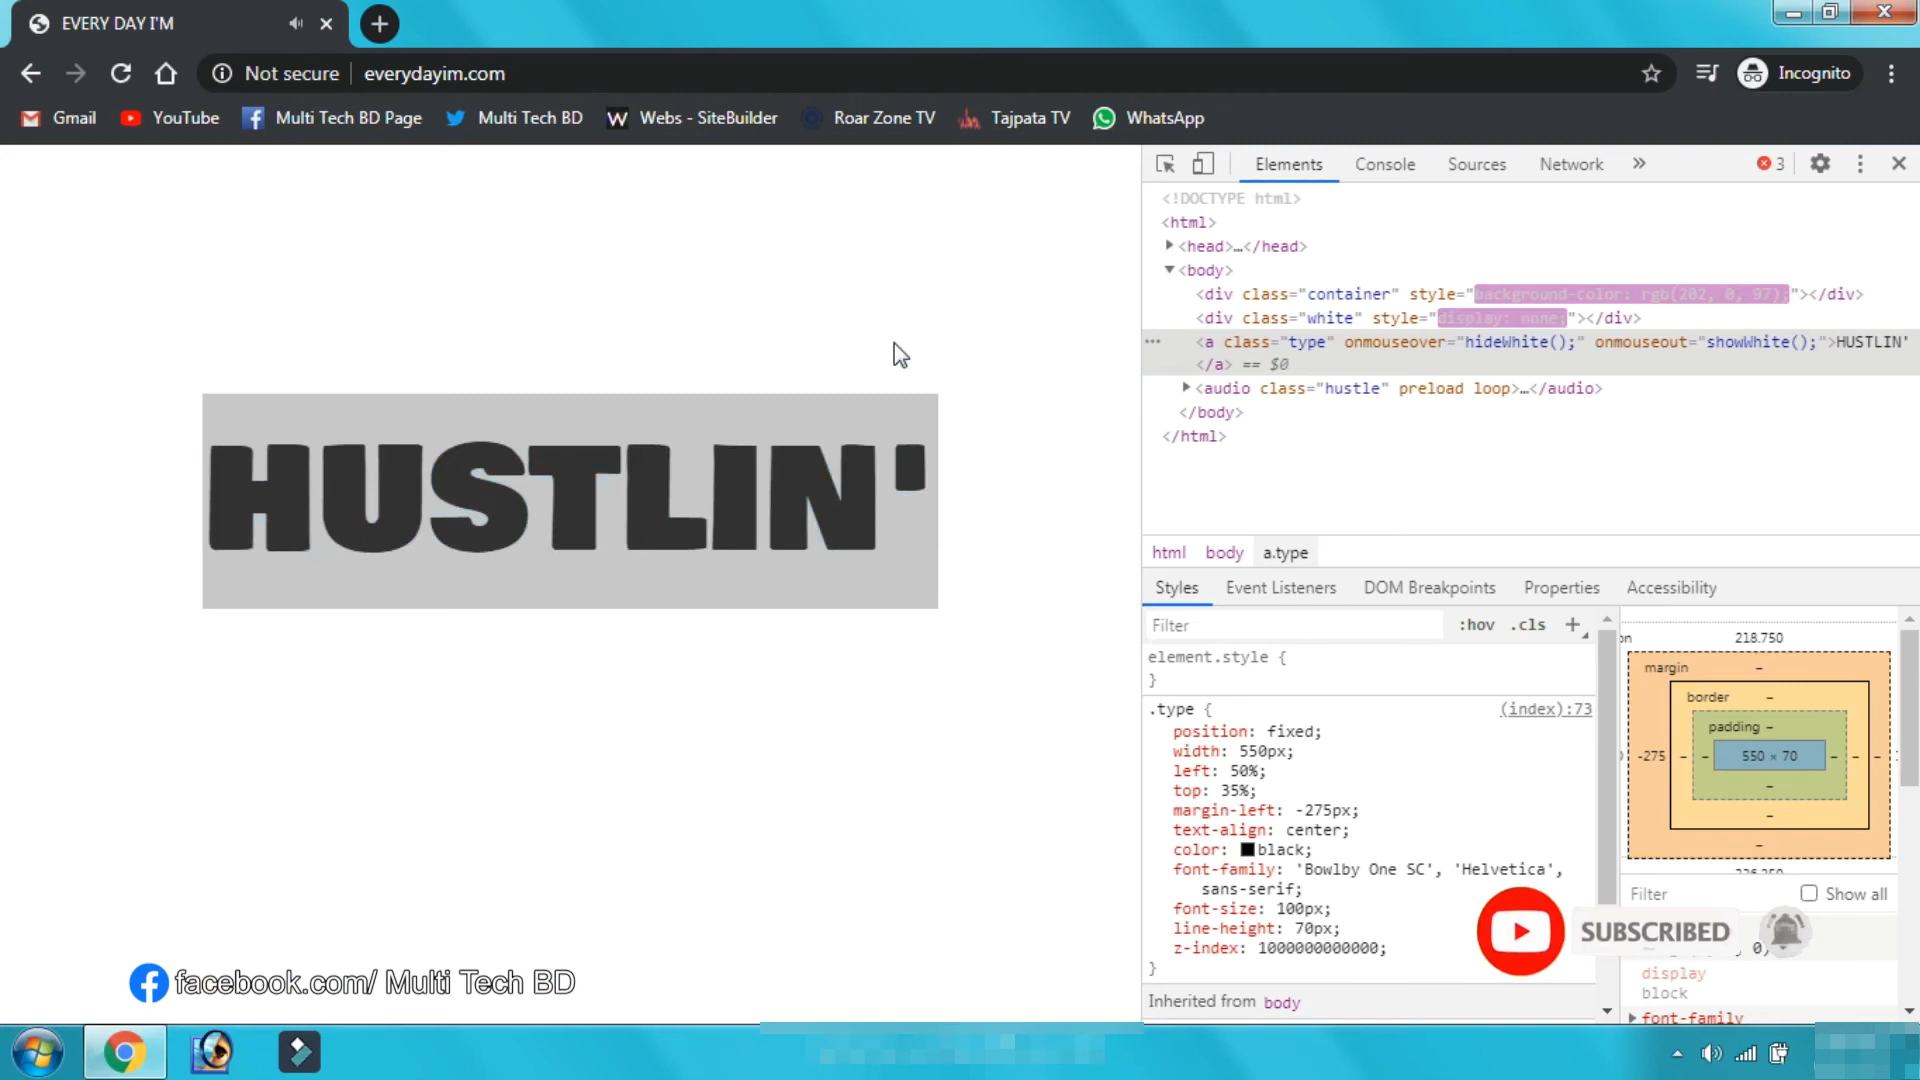 EVERY DAY I'M
Not secure
everydayim.com
Incognito
Gmail
YouTube
Multi Tech BD Page
Multi Tech BD
Webs - SiteBuilder
Roar Zone TV
Tajpata TV
WhatsApp
HUSTLIN'
facebook.com/ Multi Tech BD
Elements
Console
Sources
Network
3
<!DOCTYPE html>
<html>
<head>…</head>
<body>
<div class="container" style="background-color: rgb(202, 0, 97);"></div>
<div class="white" style="display: none;"></div>
<a class="type" onmouseover="hideWhite();" onmouseout="showWhite();">HUSTLIN'
</a> == $0
<audio class="hustle" preload loop>…</audio>
</body>
</html>
html
body
a.type
Styles
Event Listeners
DOM Breakpoints
Properties
Accessibility
Filter
:hov
.cls
element.style {
}
.type {
(index):73
position: fixed;
width: 550px;
left: 50%;
top: 35%;
margin-left: -275px;
text-align: center;
color: black;
font-family: 'Bowlby One SC', 'Helvetica',
sans-serif;
font-size: 100px;
line-height: 70px;
z-index: 1000000000000;
}
Inherited from body
218.750
margin
border
padding
-275
550 × 70
Filter
Show all
SUBSCRIBED
display
block
font-family